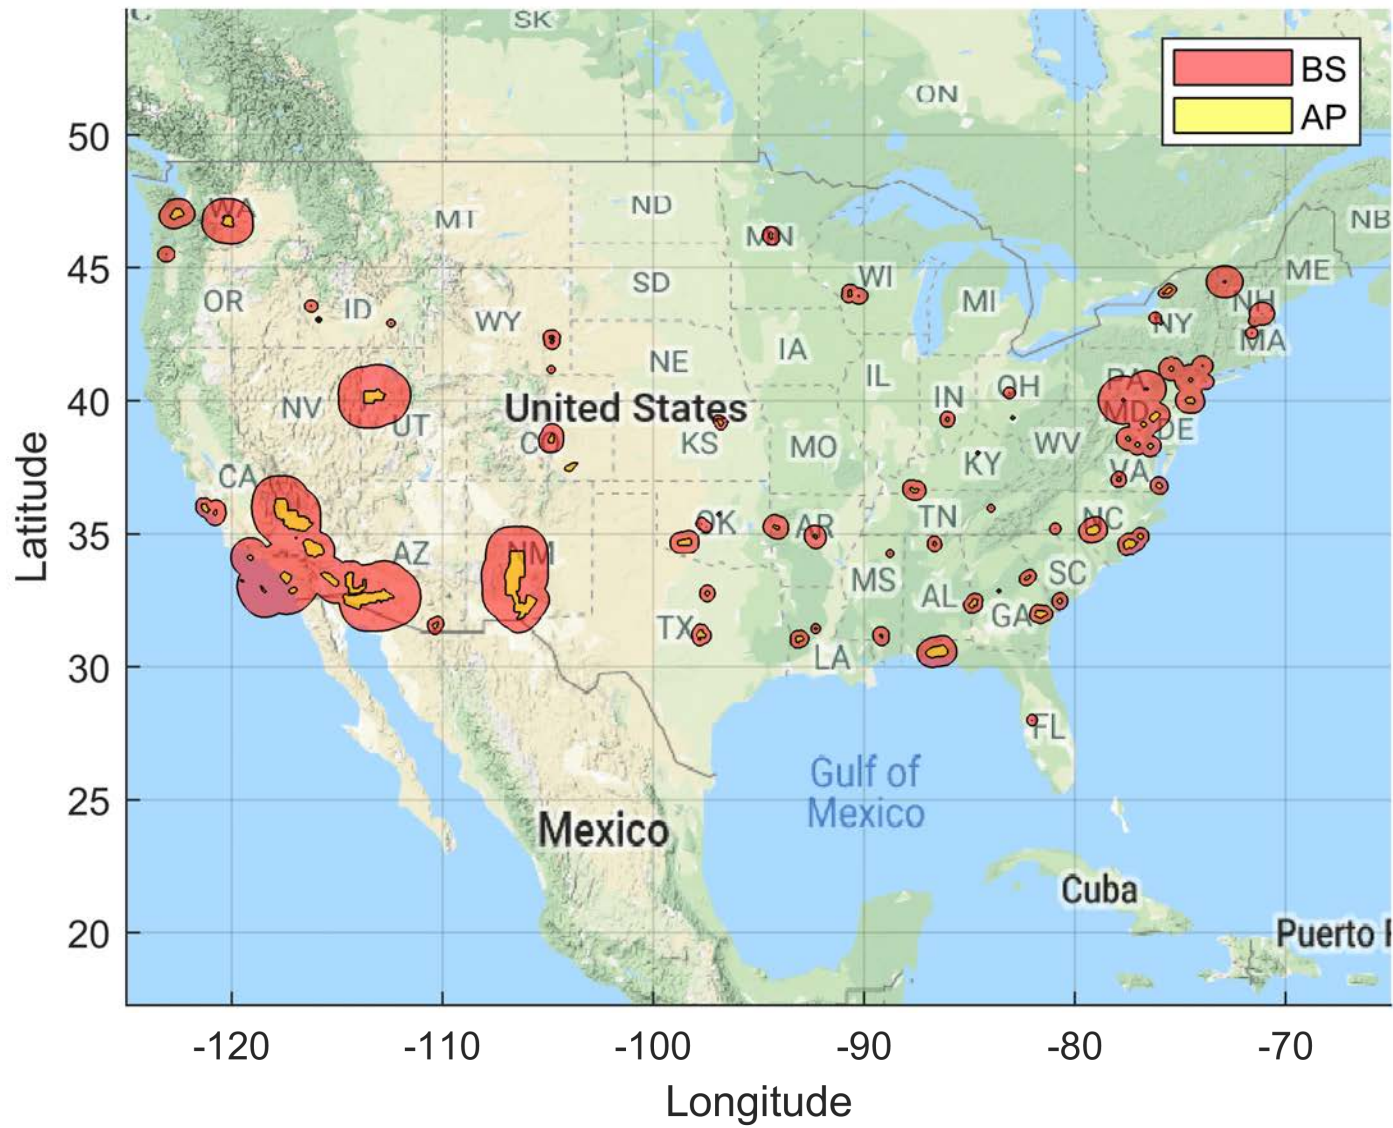 SK
BS
AP
ON
50
WA
MT
ND
NB
MN
45
OR
ID
SD
WI
MI
ME
WY
NH
NY
MA
NE
IA
IL
40
NV
UT
United States
IN
OH
PA
MD
DE
KS
MO
KY
WV
VA
CA
35
AZ
NM
OK
AR
TN
NC
MS
AL
SC
GA
TX
LA
30
FL
Gulf of
Mexico
25
Mexico
Cuba
20
Puerto
-120
-110
-100
-90
-80
-70
Longitude
Latitude